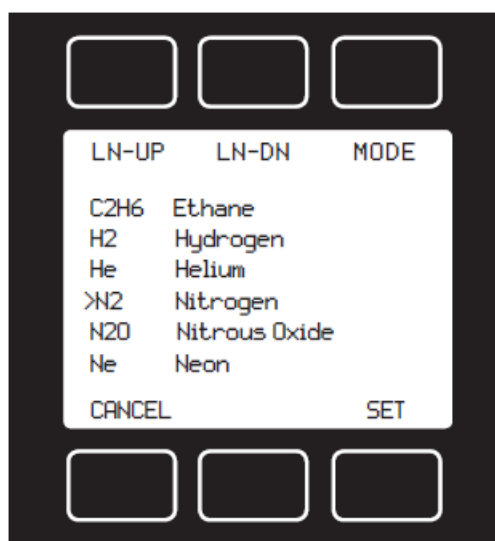 LN-UP LN-DN MODE
C2H6 Ethane
H2 Hydrogen
He Helium
>N2 Nitrogen
N2O Nitrous Oxide
Ne Neon
CANCEL SET